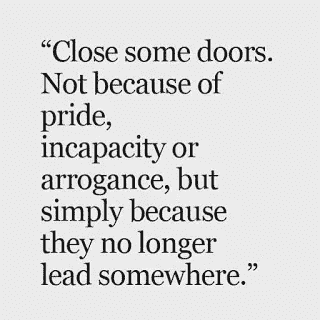 “Close some doors.
Not because of
pride,
incapacity or
arrogance, but
simply because
they no longer
lead somewhere.”